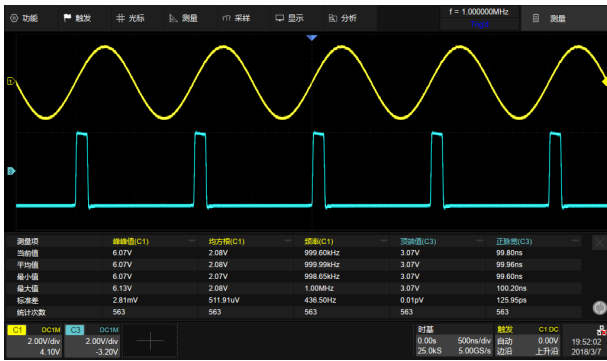 功能 触发 光标 测量 采样 显示 分析 f = 1.000000MHz 测量
测量项 峰峰值(C1) 均方根(C1) 频率(C1) 顶端值(C3) 正脉宽(C3)
当前值 6.07V 2.08V 999.60kHz 3.07V 99.80ns
平均值 6.07V 2.08V 999.99kHz 3.07V 99.96ns
最小值 6.07V 2.07V 998.65kHz 3.07V 99.60ns
最大值 6.13V 2.08V 1.00MHz 3.07V 100.20ns
标准差 2.81mV 511.91uV 436.50Hz 0.01pV 125.95ps
统计次数 563 563 563 563 563
C1 DC1M C3 DC1M 时基 触发 C1 DC
2.00V/div 2.00V/div 0.00s 500ns/div 自动 0.00V 19:52:02
4.10V -3.20V 25.0kS 5.00GS/s 边沿 上升沿 2018/3/7